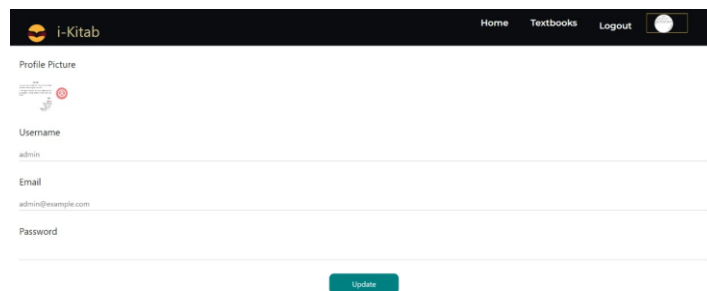 i-Kitab
Home Textbooks Logout
Profile Picture
Username
admin
Email
admin@example.com
Password
Update